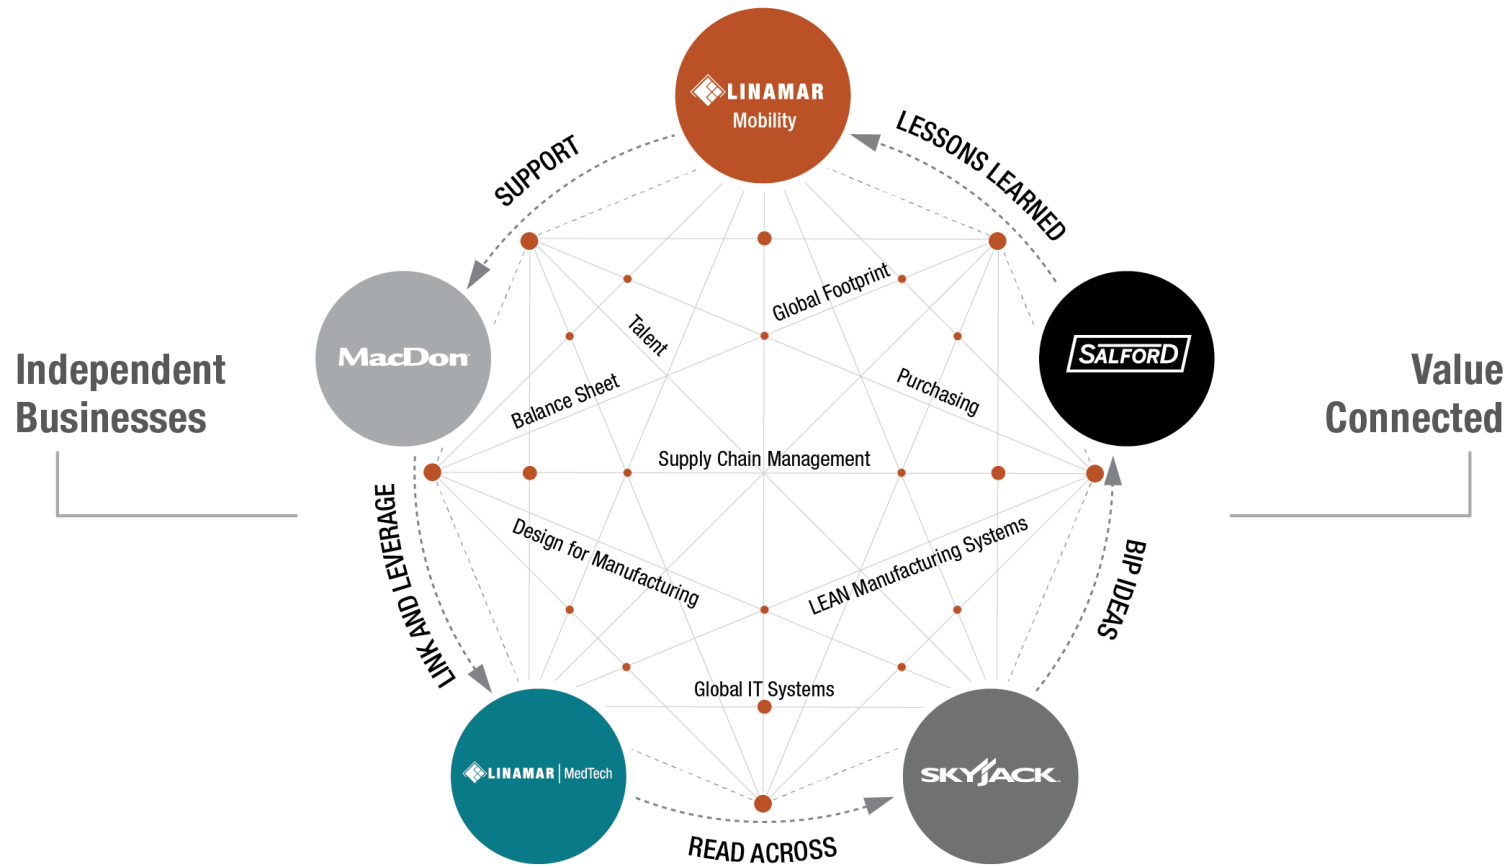 LINAMAR
Mobility
SUPPORT
LESSONS LEARNED
Global Footprint
Talent
MacDon
SALFORD
Independent
Businesses
Value
Connected
Balance Sheet
Purchasing
Supply Chain Management
LINK AND LEVERAGE
Design for Manufacturing
LEAN Manufacturing Systems
BIP IDEAS
Global IT Systems
LINAMAR | MedTech
SKYJACK
READ ACROSS